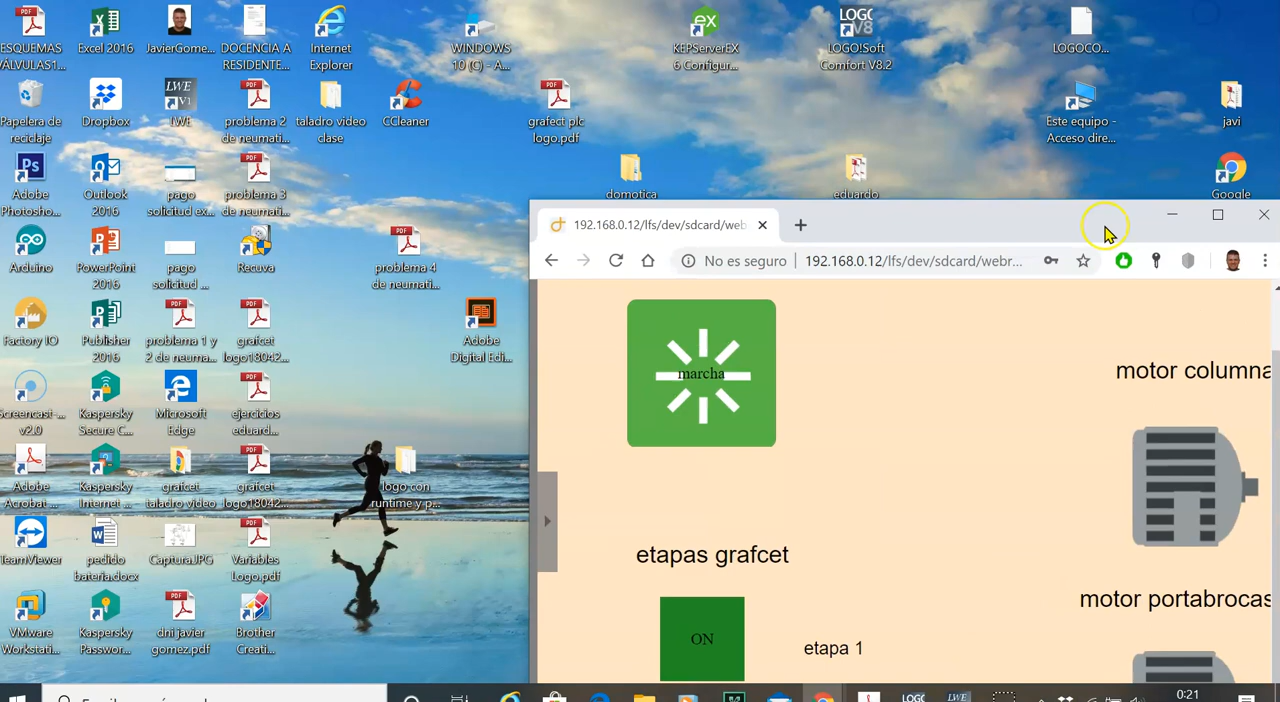 ESQUEMAS
VÁLVULAS1...
Excel 2016
JavierGome...
DOCENCIA A
RESIDENTE...
Internet
Explorer
WINDOWS
10 (C) - A...
KEPServerEX
6 Configur...
LOGO!Soft
Comfort V8.2
LOGOCO...
Papelera de
reciclaje
Dropbox
LWE
problema 2
de neumati...
taladro video
clase
CCleaner
grafect plc
logo.pdf
Este equipo -
Acceso dire...
javi
Adobe
Photosho...
Outlook
2016
pago
solicitud ex...
problema 3
de neumati...
domotica
eduardo
Google
Arduino
PowerPoint
2016
pago
solicitud ...
Recuva
problema 4
de neumati...
Factory IO
Publisher
2016
problema 1 y
2 de neuma...
grafcet
logo18042...
Adobe
Digital Edi...
Screencast-...
v2.0
Kaspersky
Secure C...
Microsoft
Edge
ejercicios
eduard...
Adobe
Acrobat ...
Kaspersky
Internet ...
grafcet
taladro video
grafcet
logo18042...
logo con
runtime y p...
TeamViewer
pedido
bateria.docx
Captura.JPG
Variables
Logo.pdf
VMware
Workstati...
Kaspersky
Passwor...
dni javier
gomez.pdf
Brother
Creati...
192.168.0.12/lfs/dev/sdcard/web
No es seguro
192.168.0.12/lfs/dev/sdcard/webr...
marcha
motor columna
etapas grafcet
motor portabrocas
ON
etapa 1
LOGO
LWE
0:21